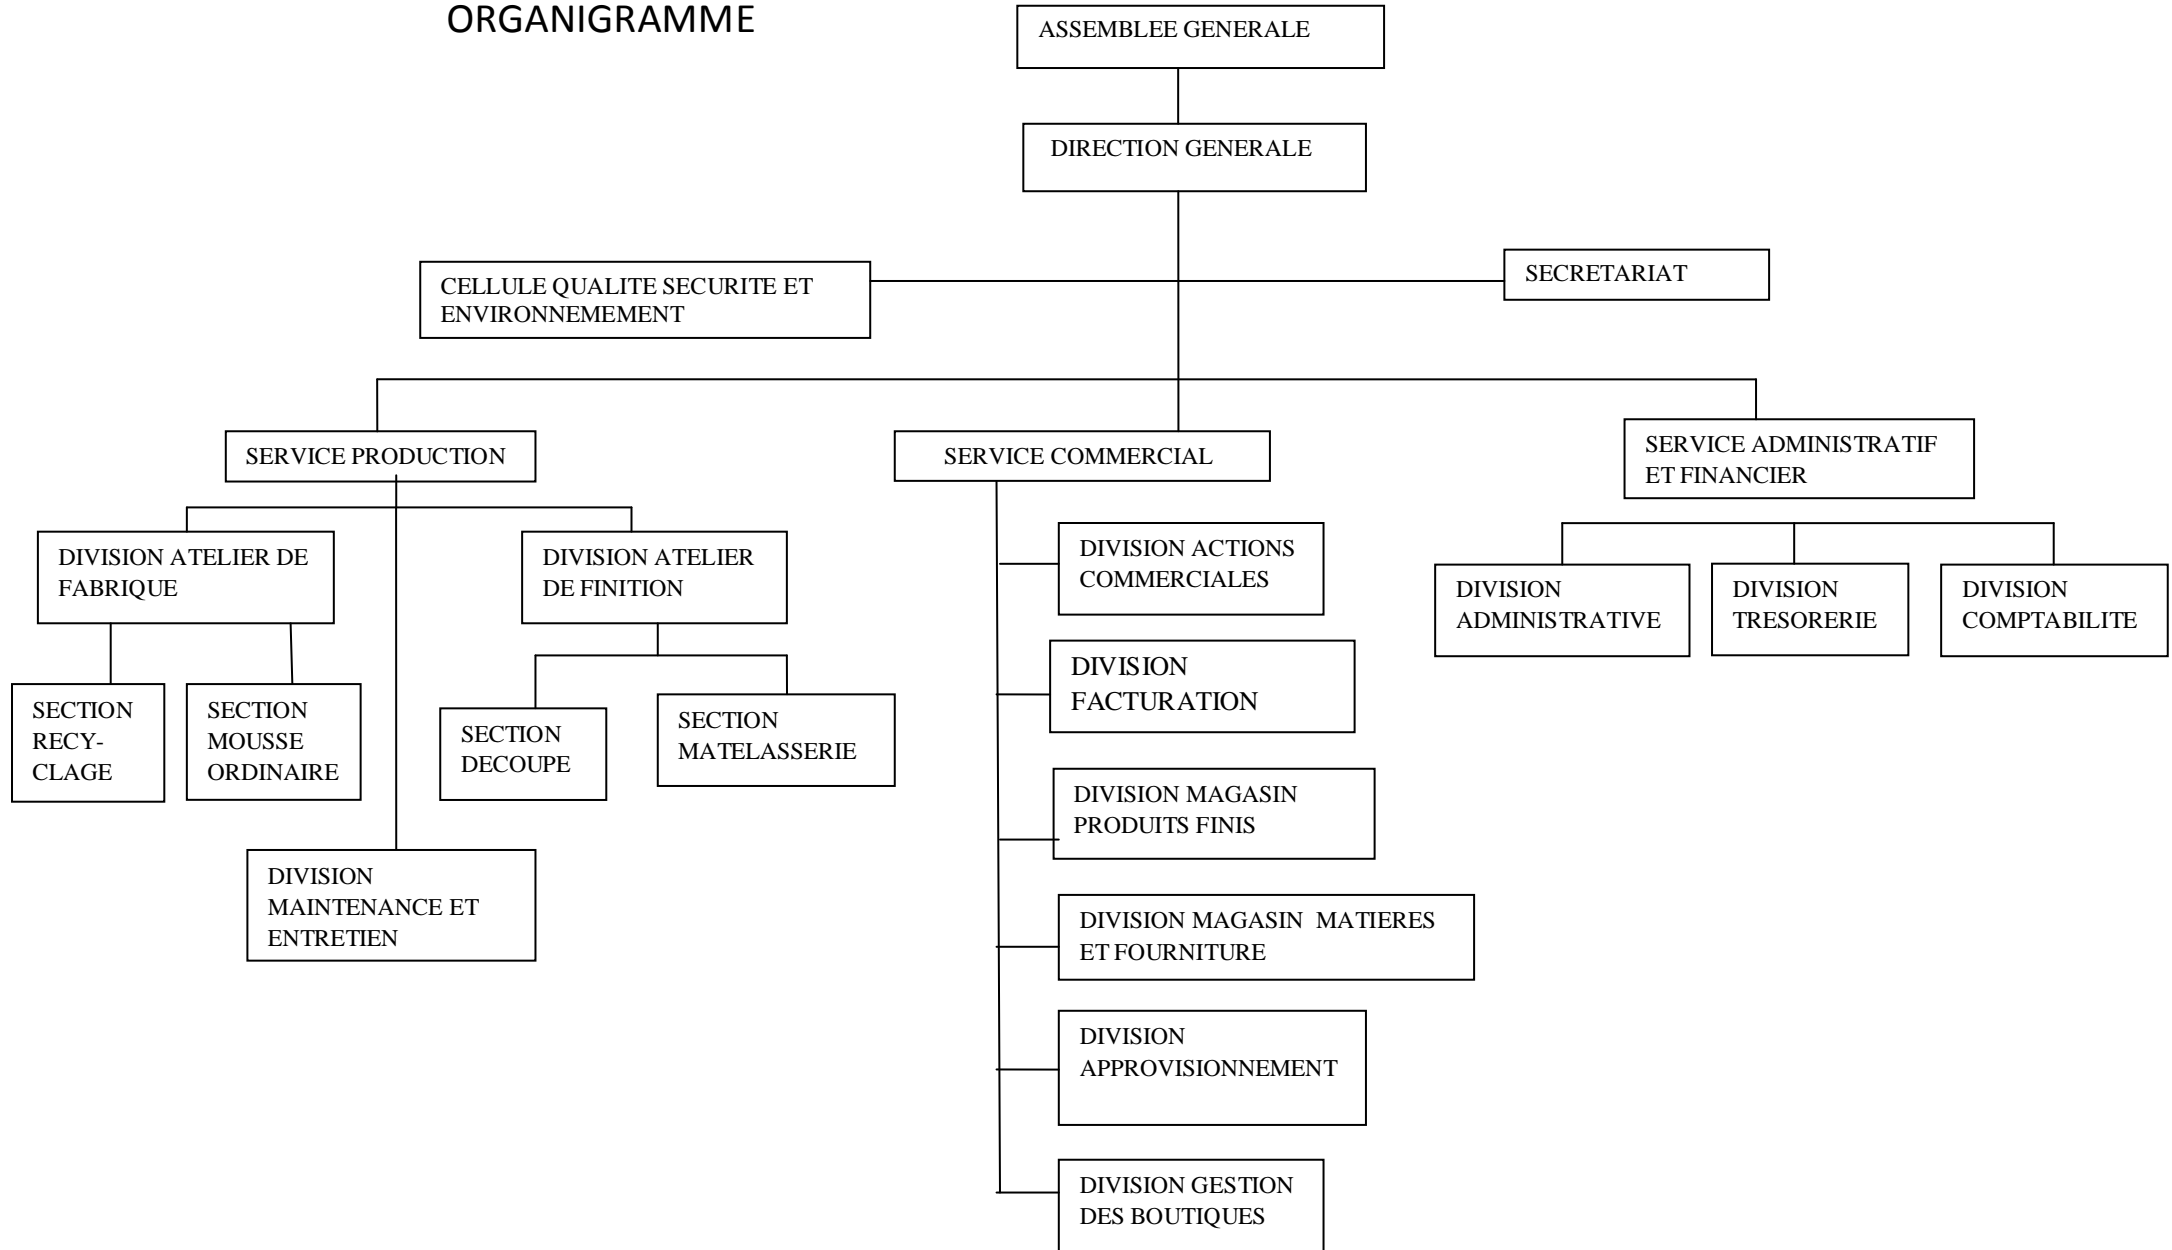 ORGANIGRAMME
ASSEMBLEE GENERALE
DIRECTION GENERALE
CELLULE QUALITE SECURITE ET
ENVIRONNEMEMENT
SECRETARIAT
SERVICE PRODUCTION
SERVICE COMMERCIAL
SERVICE ADMINISTRATIF
ET FINANCIER
DIVISION ATELIER DE
FABRIQUE
DIVISION ATELIER
DE FINITION
SECTION
RECY-
CLAGE
SECTION
MOUSSE
ORDINAIRE
SECTION
DECOUPE
SECTION
MATELASSERIE
DIVISION
MAINTENANCE ET
ENTRETIEN
DIVISION ACTIONS
COMMERCIALES
DIVISION
FACTURATION
DIVISION MAGASIN
PRODUITS FINIS
DIVISION MAGASIN  MATIERES
ET FOURNITURE
DIVISION
APPROVISIONNEMENT
DIVISION GESTION
DES BOUTIQUES
DIVISION
ADMINISTRATIVE
DIVISION
TRESORERIE
DIVISION
COMPTABILITE